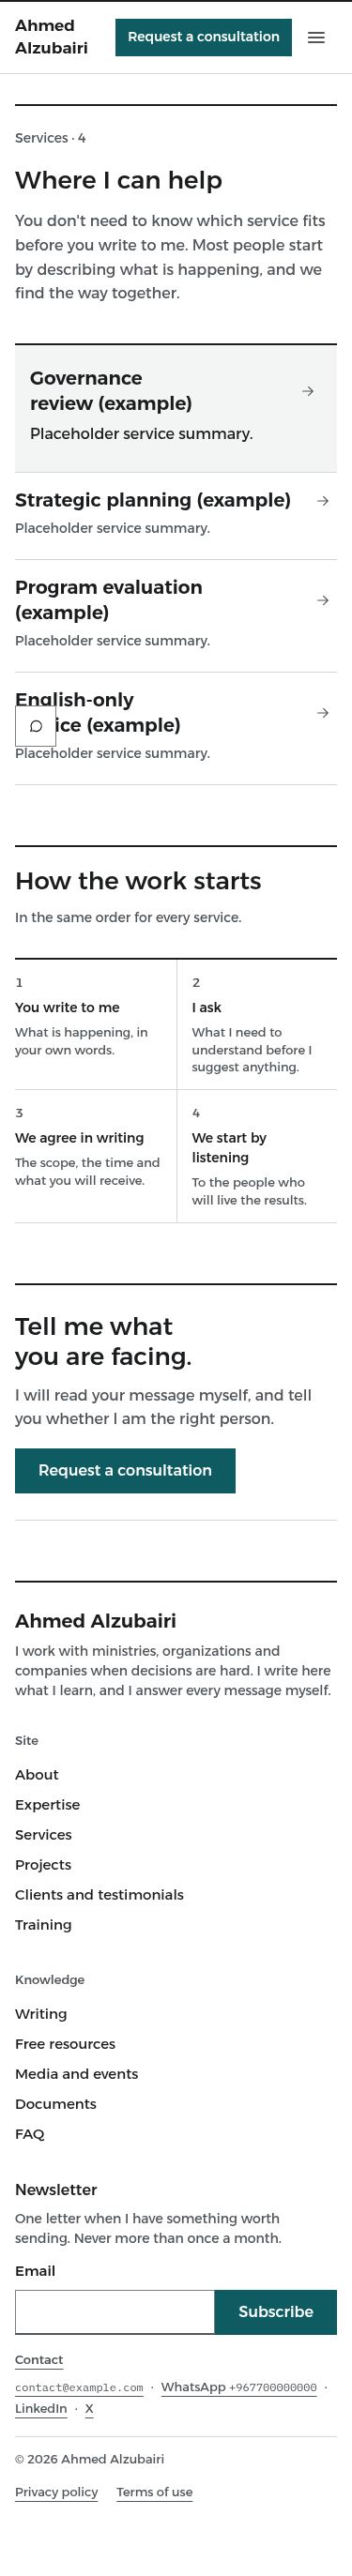 Ahmed
Alzubairi
Request a consultation
Services · 4
Where I can help
You don't need to know which service fits
before you write to me. Most people start
by describing what is happening, and we
find the way together.
Governance
review (example)
Placeholder service summary.
Strategic planning (example)
Placeholder service summary.
Program evaluation
(example)
Placeholder service summary.
English-only
(example)
Placeholder service summary.
How the work starts
In the same order for every service.
1
You write to me
What is happening, in
your own words.
2
I ask
What I need to
understand before I
suggest anything.
3
We agree in writing
The scope, the time and
what you will receive.
4
We start by
listening
To the people who
will live the results.
Tell me what
you are facing.
I will read your message myself, and tell
you whether I am the right person.
Request a consultation
Ahmed Alzubairi
I work with ministries, organizations and
companies when decisions are hard. I write here
what I learn, and I answer every message myself.
Site
About
Expertise
Services
Projects
Clients and testimonials
Training
Knowledge
Writing
Free resources
Media and events
Documents
FAQ
Newsletter
One letter when I have something worth
sending. Never more than once a month.
Email
Subscribe
Contact
contact@example.com · WhatsApp +967700000000 ·
LinkedIn · X
© 2026 Ahmed Alzubairi
Privacy policy Terms of use